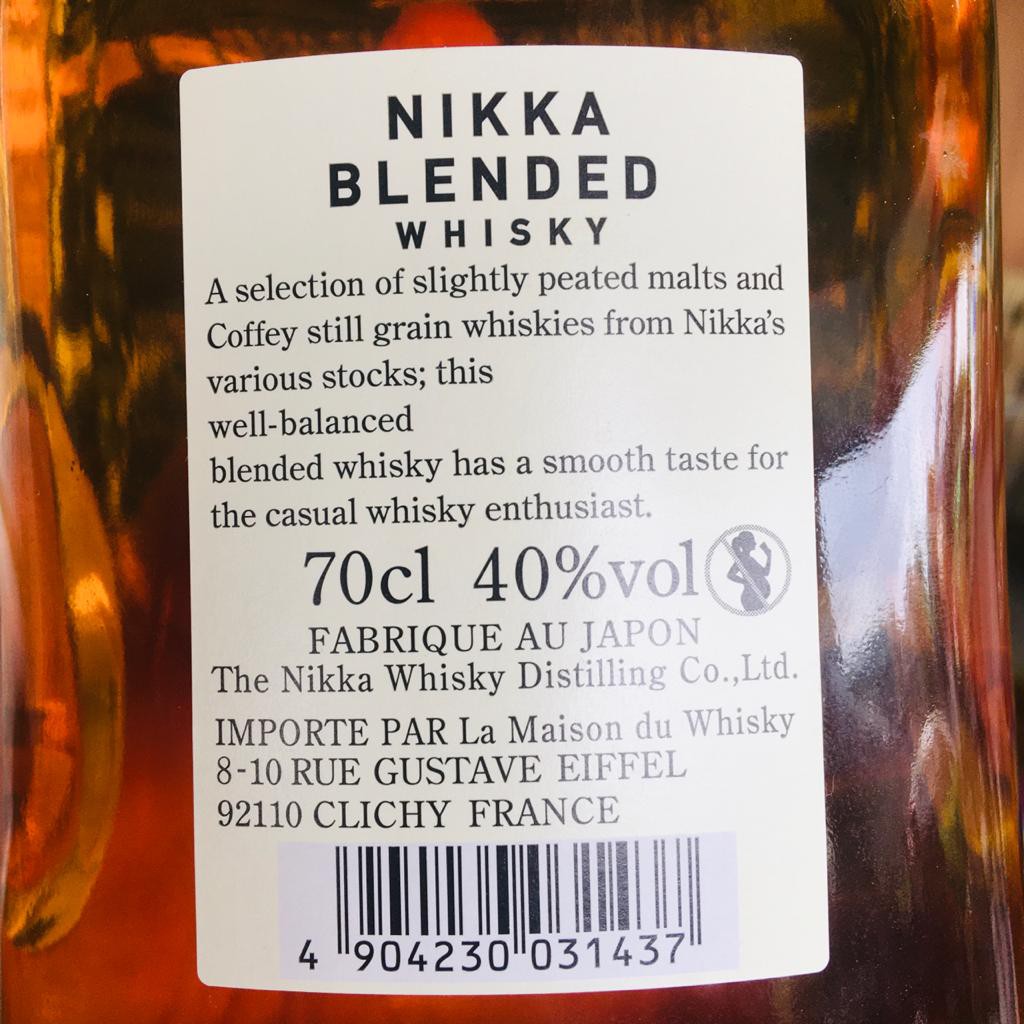 NIKKA
BLENDED
WHISKY
A selection of slightly peated malts and
Coffey still grain whiskies from Nikka's
various stocks; this
well-balanced
blended whisky has a smooth taste for
the casual whisky enthusiast.
70cl 40%vol
FABRIQUE AU JAPON
The Nikka Whisky Distilling Co.,Ltd.
IMPORTE PAR La Maison du Whisky
8-10 RUE GUSTAVE EIFFEL
92110 CLICHY FRANCE
4 904230 031437